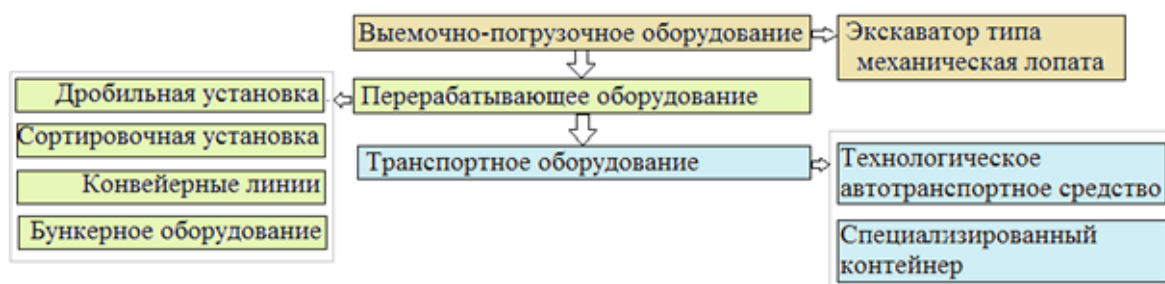 Выемочно-погрузочное оборудование
Экскаватор типа
механическая лопата
Дробильная установка
Перерабатывающее оборудование
Сортировочная установка
Транспортное оборудование
Технологическое
автотранспортное средство
Конвейерные линии
Бункерное оборудование
Специализированный
контейнер